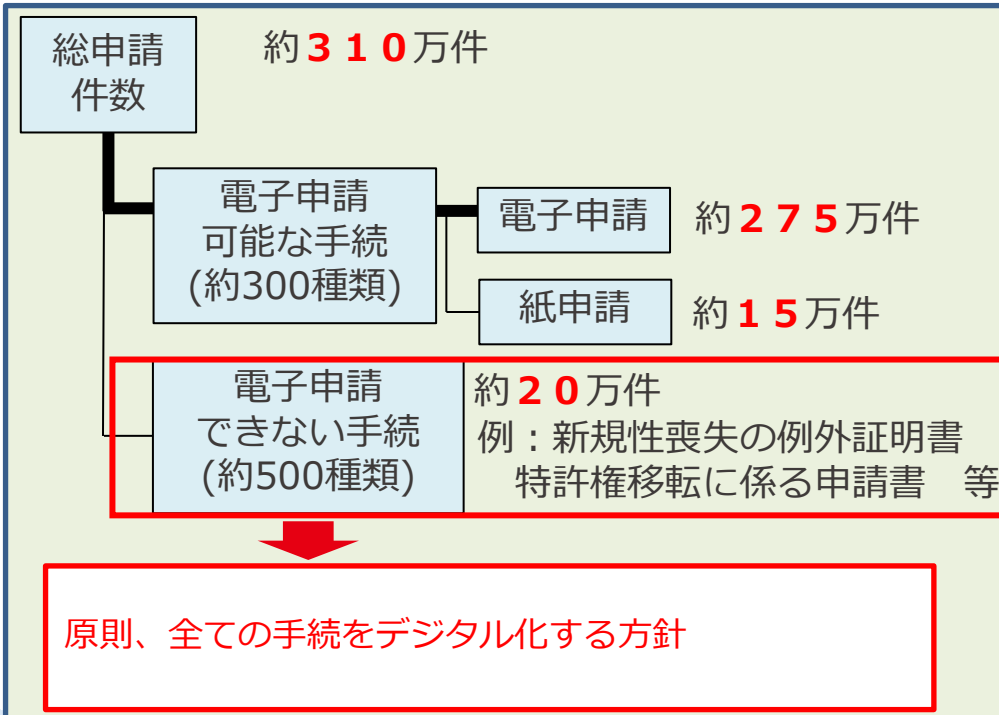 総申請
件数
約３１０万件
電子申請
可能な手続
(約300種類)
電子申請
約２７５万件
紙申請
約１５万件
電子申請
できない手続
(約500種類)
約２０万件
例：新規性喪失の例外証明書
特許権移転に係る申請書　等
原則、全ての手続をデジタル化する方針